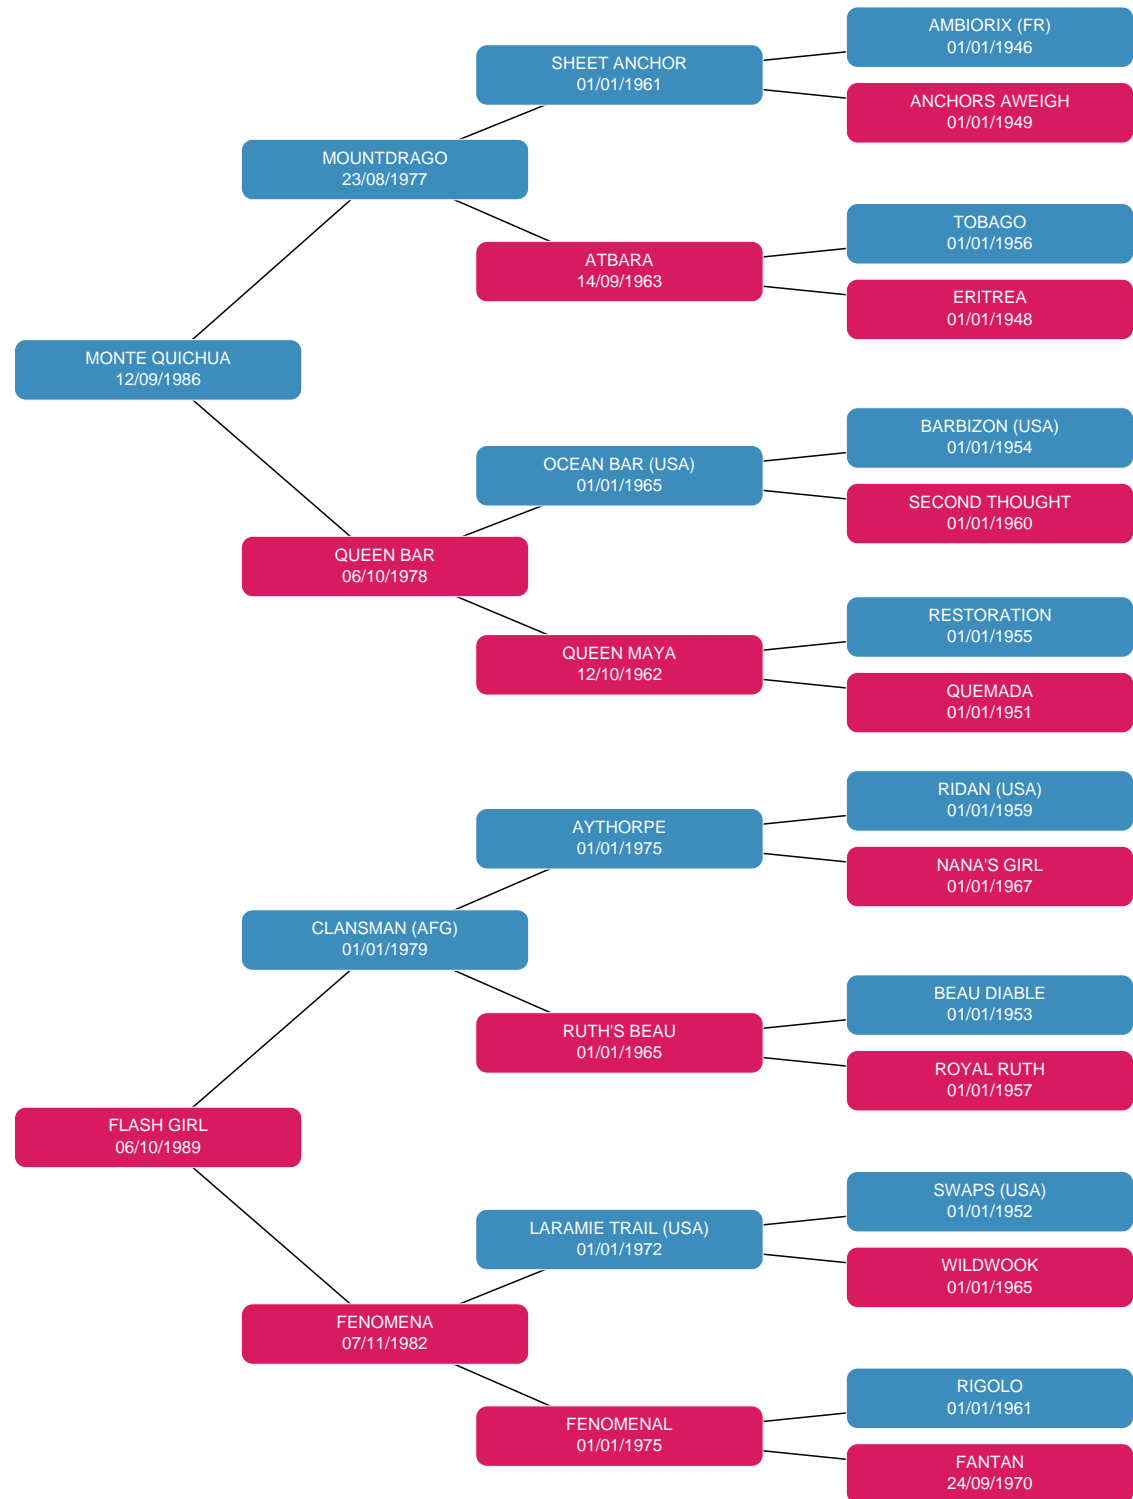 AMBIORIX (FR)
01/01/1946
SHEET ANCHOR
01/01/1961
ANCHORS AWEIGH
01/01/1949
MOUNTDRAGO
23/08/1977
TOBAGO
01/01/1956
ATBARA
14/09/1963
ERITREA
01/01/1948
MONTE QUICHUA
12/09/1986
BARBIZON (USA)
01/01/1954
OCEAN BAR (USA)
01/01/1965
SECOND THOUGHT
01/01/1960
QUEEN BAR
06/10/1978
RESTORATION
01/01/1955
QUEEN MAYA
12/10/1962
QUEMADA
01/01/1951
RIDAN (USA)
01/01/1959
AYTHORPE
01/01/1975
NANA'S GIRL
01/01/1967
CLANSMAN (AFG)
01/01/1979
BEAU DIABLE
01/01/1953
RUTH'S BEAU
01/01/1965
ROYAL RUTH
01/01/1957
FLASH GIRL
06/10/1989
SWAPS (USA)
01/01/1952
LARAMIE TRAIL (USA)
01/01/1972
WILDWOOK
01/01/1965
FENOMENA
07/11/1982
RIGOLO
01/01/1961
FENOMENAL
01/01/1975
FANTAN
24/09/1970